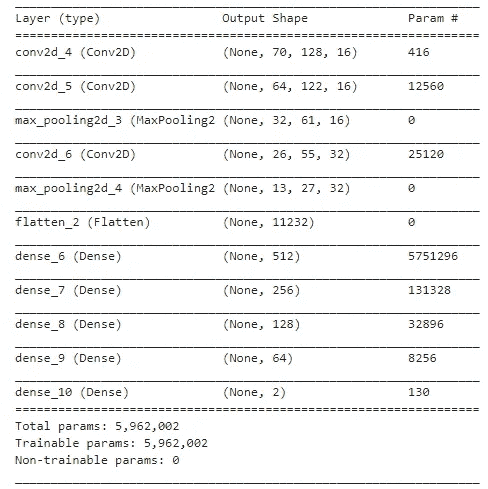 Layer (type) Output Shape Param #
conv2d_4 (Conv2D) (None, 70, 128, 16) 416
conv2d_5 (Conv2D) (None, 64, 122, 16) 12560
max_pooling2d_3 (MaxPooling2 (None, 32, 61, 16) 0
conv2d_6 (Conv2D) (None, 26, 55, 32) 25120
max_pooling2d_4 (MaxPooling2 (None, 13, 27, 32) 0
flatten_2 (Flatten) (None, 11232) 0
dense_6 (Dense) (None, 512) 5751296
dense_7 (Dense) (None, 256) 131328
dense_8 (Dense) (None, 128) 32896
dense_9 (Dense) (None, 64) 8256
dense_10 (Dense) (None, 2) 130
Total params: 5,962,002
Trainable params: 5,962,002
Non-trainable params: 0